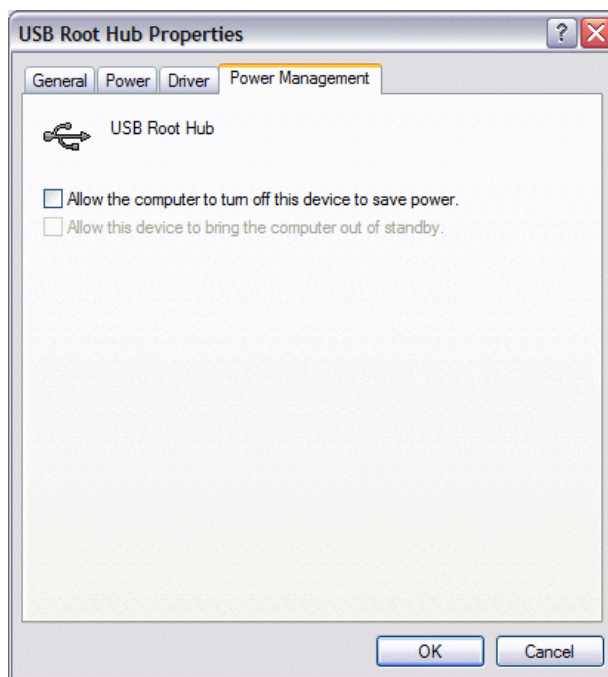 USB Root Hub Properties
General Power Driver Power Management
USB Root Hub
Allow the computer to turn off this device to save power.
Allow this device to bring the computer out of standby.
OK Cancel